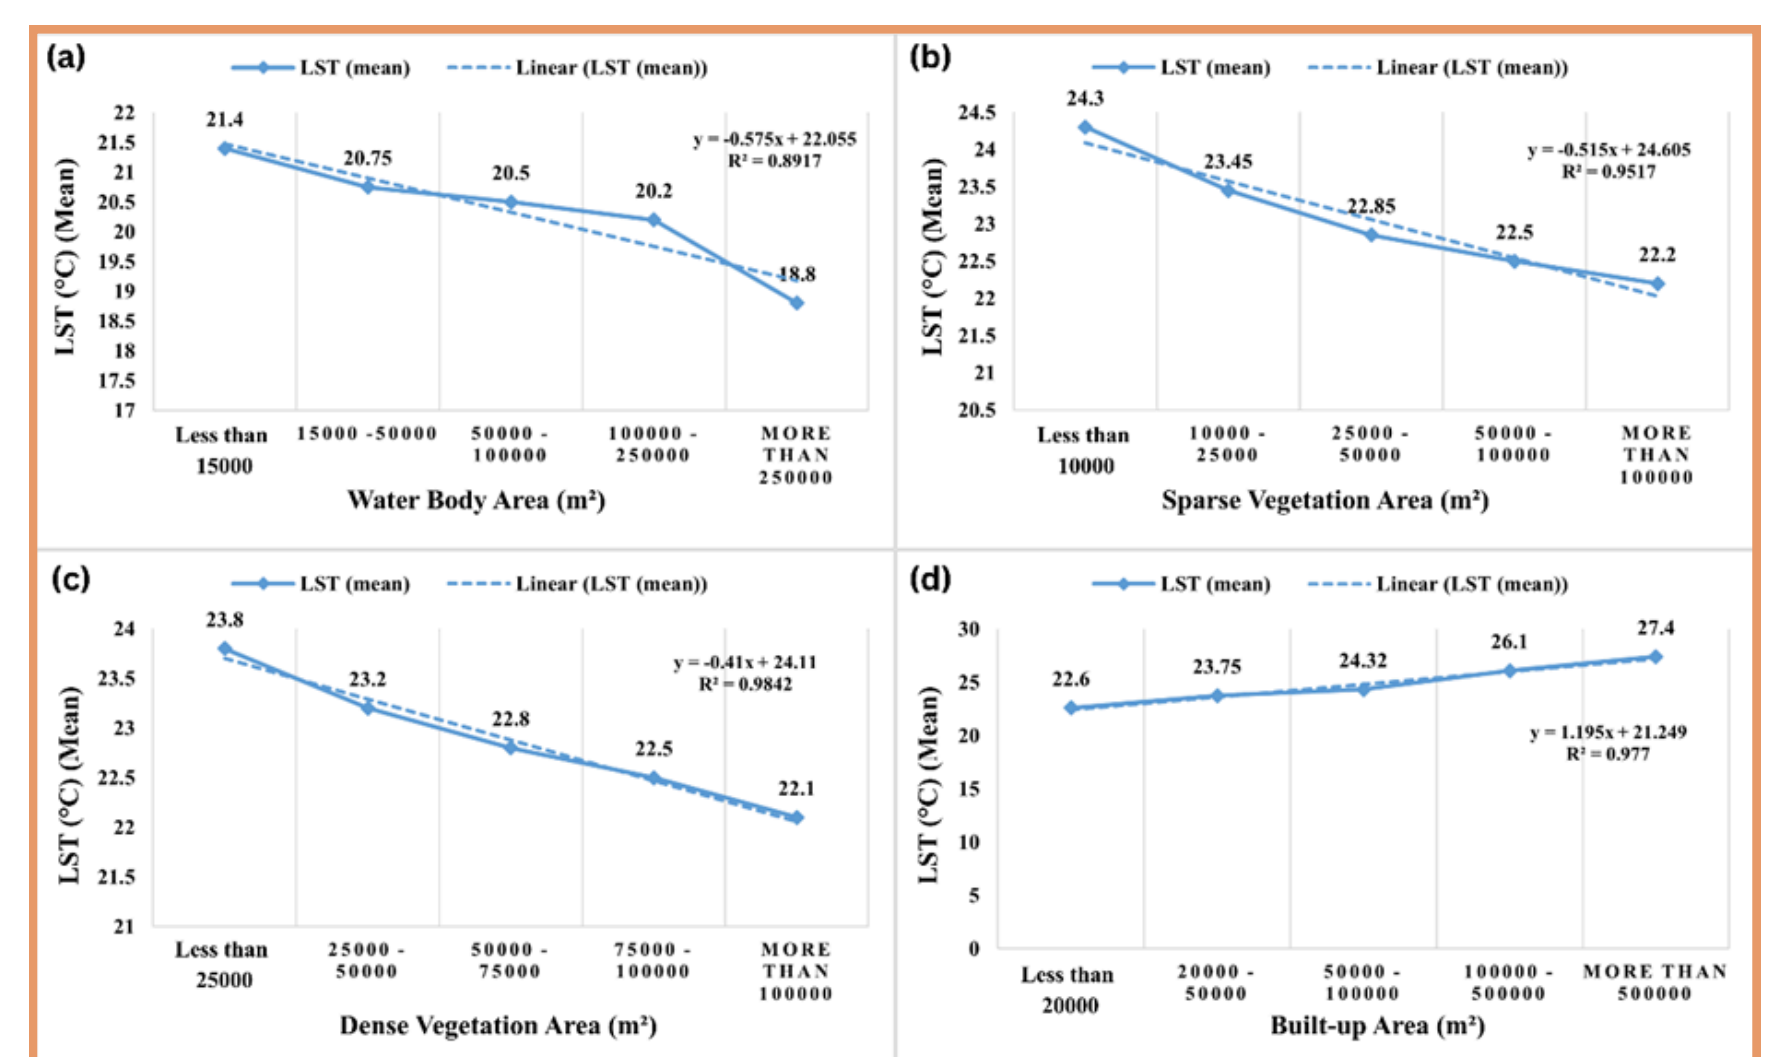 (a)
LST (mean) Linear (LST (mean))
22
21.5
21
20.5
20
19.5
19
18.5
18
17.5
17
LST (°C) (Mean)
21.4
20.75
20.5
20.2
18.8
y = -0.575x + 22.055
R² = 0.8917
Less than 15000
15000 -50000
50000 - 100000
100000 - 250000
MORE THAN 250000
Water Body Area (m²)
(b)
LST (mean) Linear (LST (mean))
24.5
24
23.5
23
22.5
22
21.5
21
20.5
LST (°C) (Mean)
24.3
23.45
22.85
22.5
22.2
y = -0.515x + 24.605
R² = 0.9517
Less than 10000
10000 - 25000
25000 - 50000
50000 - 100000
MORE THAN 100000
Sparse Vegetation Area (m²)
(c)
LST (mean) Linear (LST (mean))
24
23.5
23
22.5
22
21.5
21
LST (°C) (Mean)
23.8
23.2
22.8
22.5
22.1
y = -0.41x + 24.11
R² = 0.9842
Less than 25000
25000 - 50000
50000 - 75000
75000 - 100000
MORE THAN 100000
Dense Vegetation Area (m²)
(d)
LST (mean) Linear (LST (mean))
30
25
20
15
10
5
0
LST (°C) (Mean)
22.6
23.75
24.32
26.1
27.4
y = 1.195x + 21.249
R² = 0.977
Less than 20000
20000 - 50000
50000 - 100000
100000 - 500000
MORE THAN 500000
Built-up Area (m²)